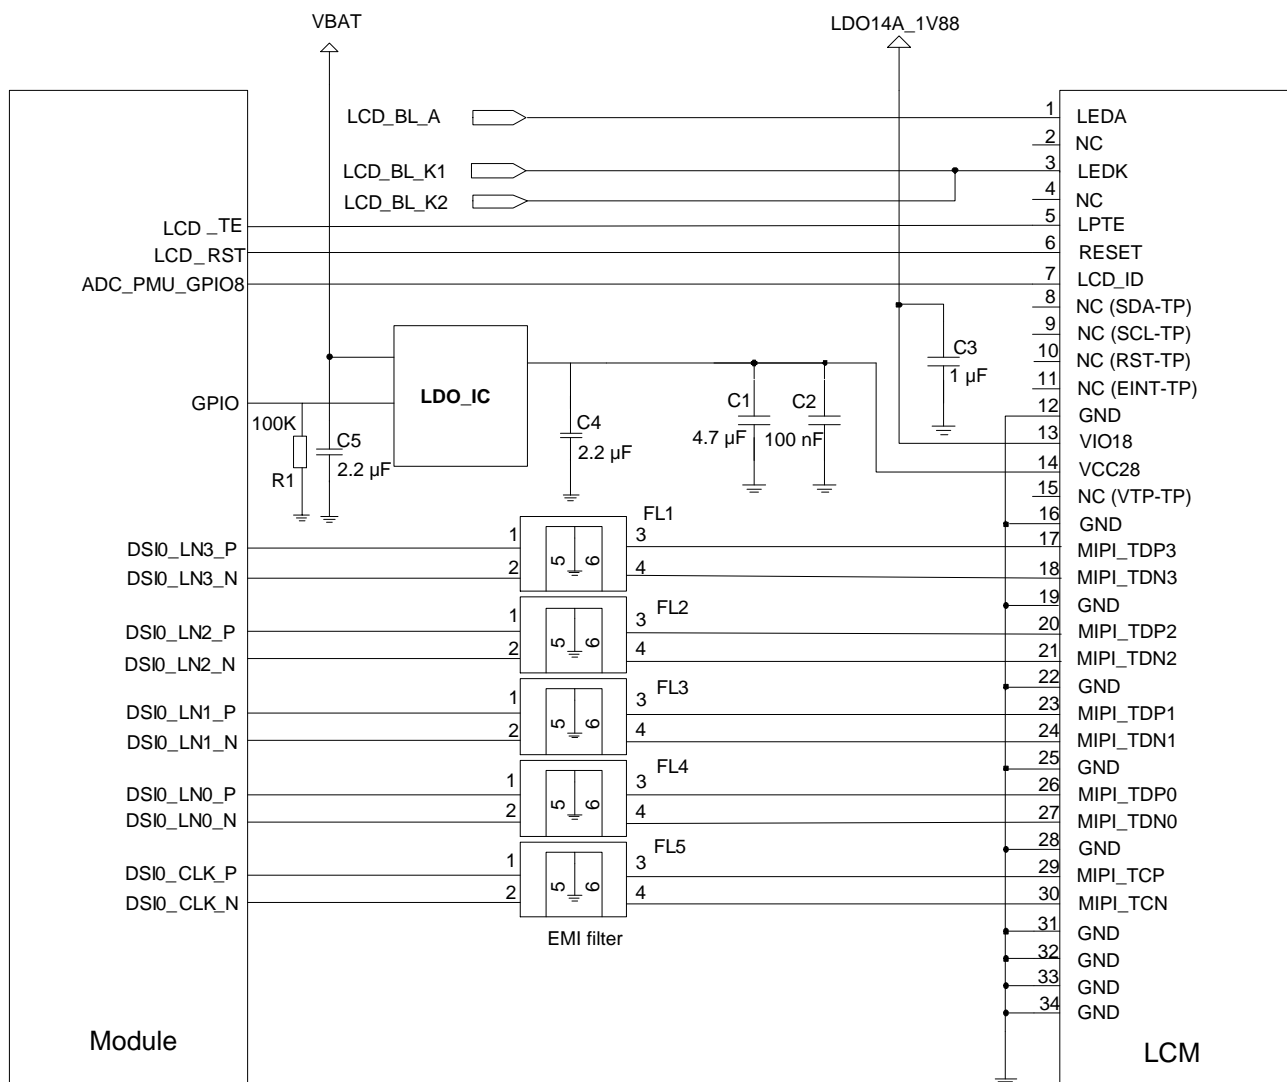 VBAT
LDO14A_1V88
LCD_BL_A
LCD_BL_K1
LCD_BL_K2
LCD_TE
LCD_RST
ADC_PMU_GPIO8
GPIO
100K
R1
C5
2.2 µF
LDO_IC
C4
2.2 µF
C1
4.7 µF
C2
100 nF
C3
1 µF
1 LEDA
2 NC
3 LEDK
4 NC
5 LPTE
6 RESET
7 LCD_ID
8 NC (SDA-TP)
9 NC (SCL-TP)
10 NC (RST-TP)
11 NC (EINT-TP)
12 GND
13 VIO18
14 VCC28
15 NC (VTP-TP)
16 GND
17 MIPI_TDP3
18 MIPI_TDN3
19 GND
20 MIPI_TDP2
21 MIPI_TDN2
22 GND
23 MIPI_TDP1
24 MIPI_TDN1
25 GND
26 MIPI_TDP0
27 MIPI_TDN0
28 GND
29 MIPI_TCP
30 MIPI_TCN
31 GND
32 GND
33 GND
34 GND
DSI0_LN3_P
DSI0_LN3_N
1 5 6 3 FL1
2 4
DSI0_LN2_P
DSI0_LN2_N
1 5 6 3 FL2
2 4
DSI0_LN1_P
DSI0_LN1_N
1 5 6 3 FL3
2 4
DSI0_LN0_P
DSI0_LN0_N
1 5 6 3 FL4
2 4
DSI0_CLK_P
DSI0_CLK_N
1 5 6 3 FL5
2 4
EMI filter
Module
LCM